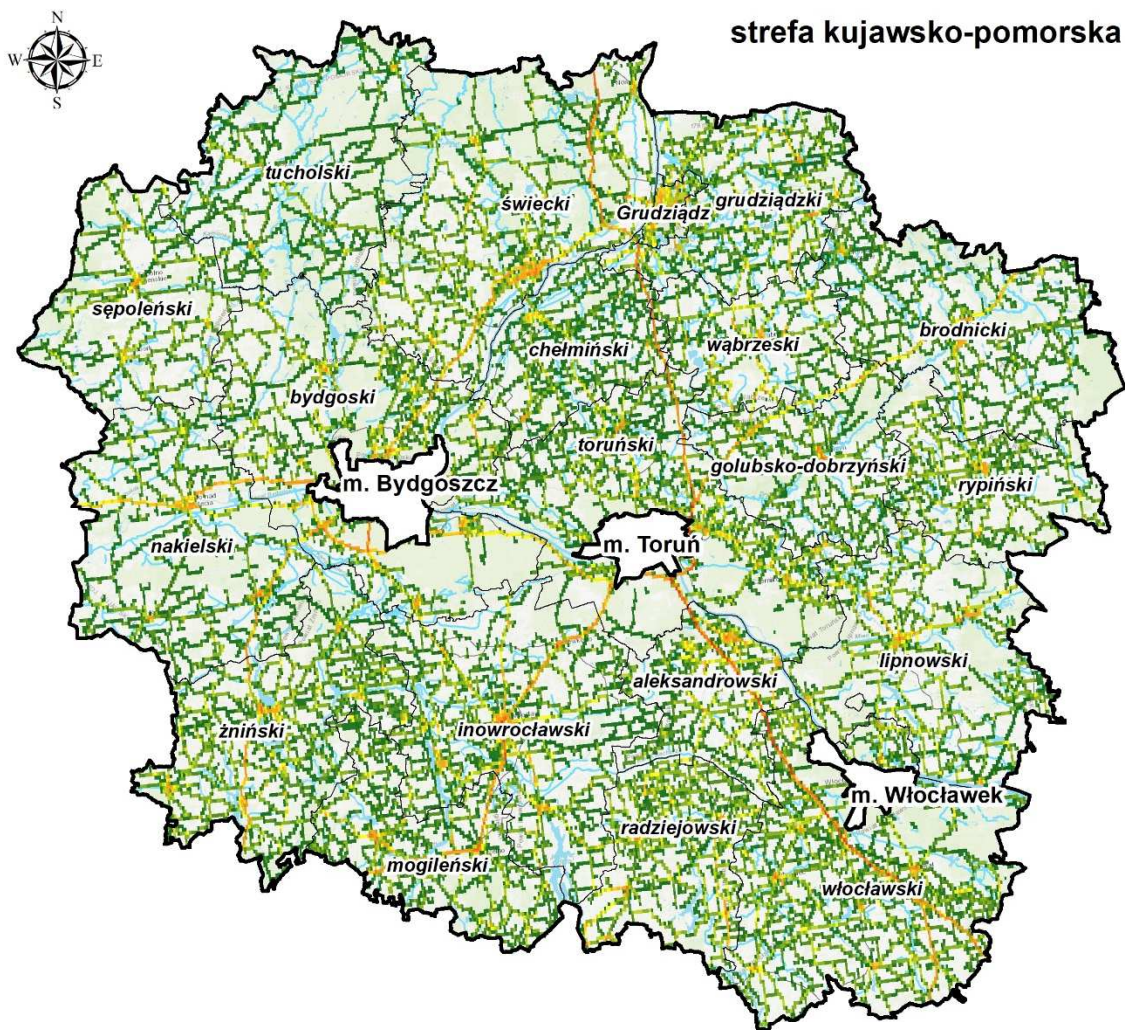 strefa kujawsko-pomorska
N
W E
S
tucholski
świecki
Grudziądz
grudziądzki
sępoleński
brodnicki
chełmiński
wąbrzeski
bydgoski
toruński
golubsko-dobrzyński
rypiński
m. Bydgoszcz
nakielski
m. Toruń
lipnowski
aleksandrowski
żniński
inowrocławski
m. Włocławek
radziejowski
mogileński
włocławski